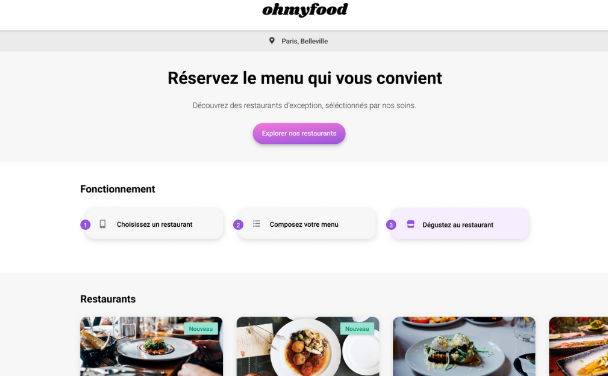 ohmyfood
Paris, Belleville
Réservez le menu qui vous convient
Découvrez des restaurants d'exception, séléctionnés par nos soins.
Explorer nos restaurants
Fonctionnement
1 Choisissez un restaurant
2 Composez votre menu
3 Dégustez au restaurant
Restaurants
Nouveau
Nouveau